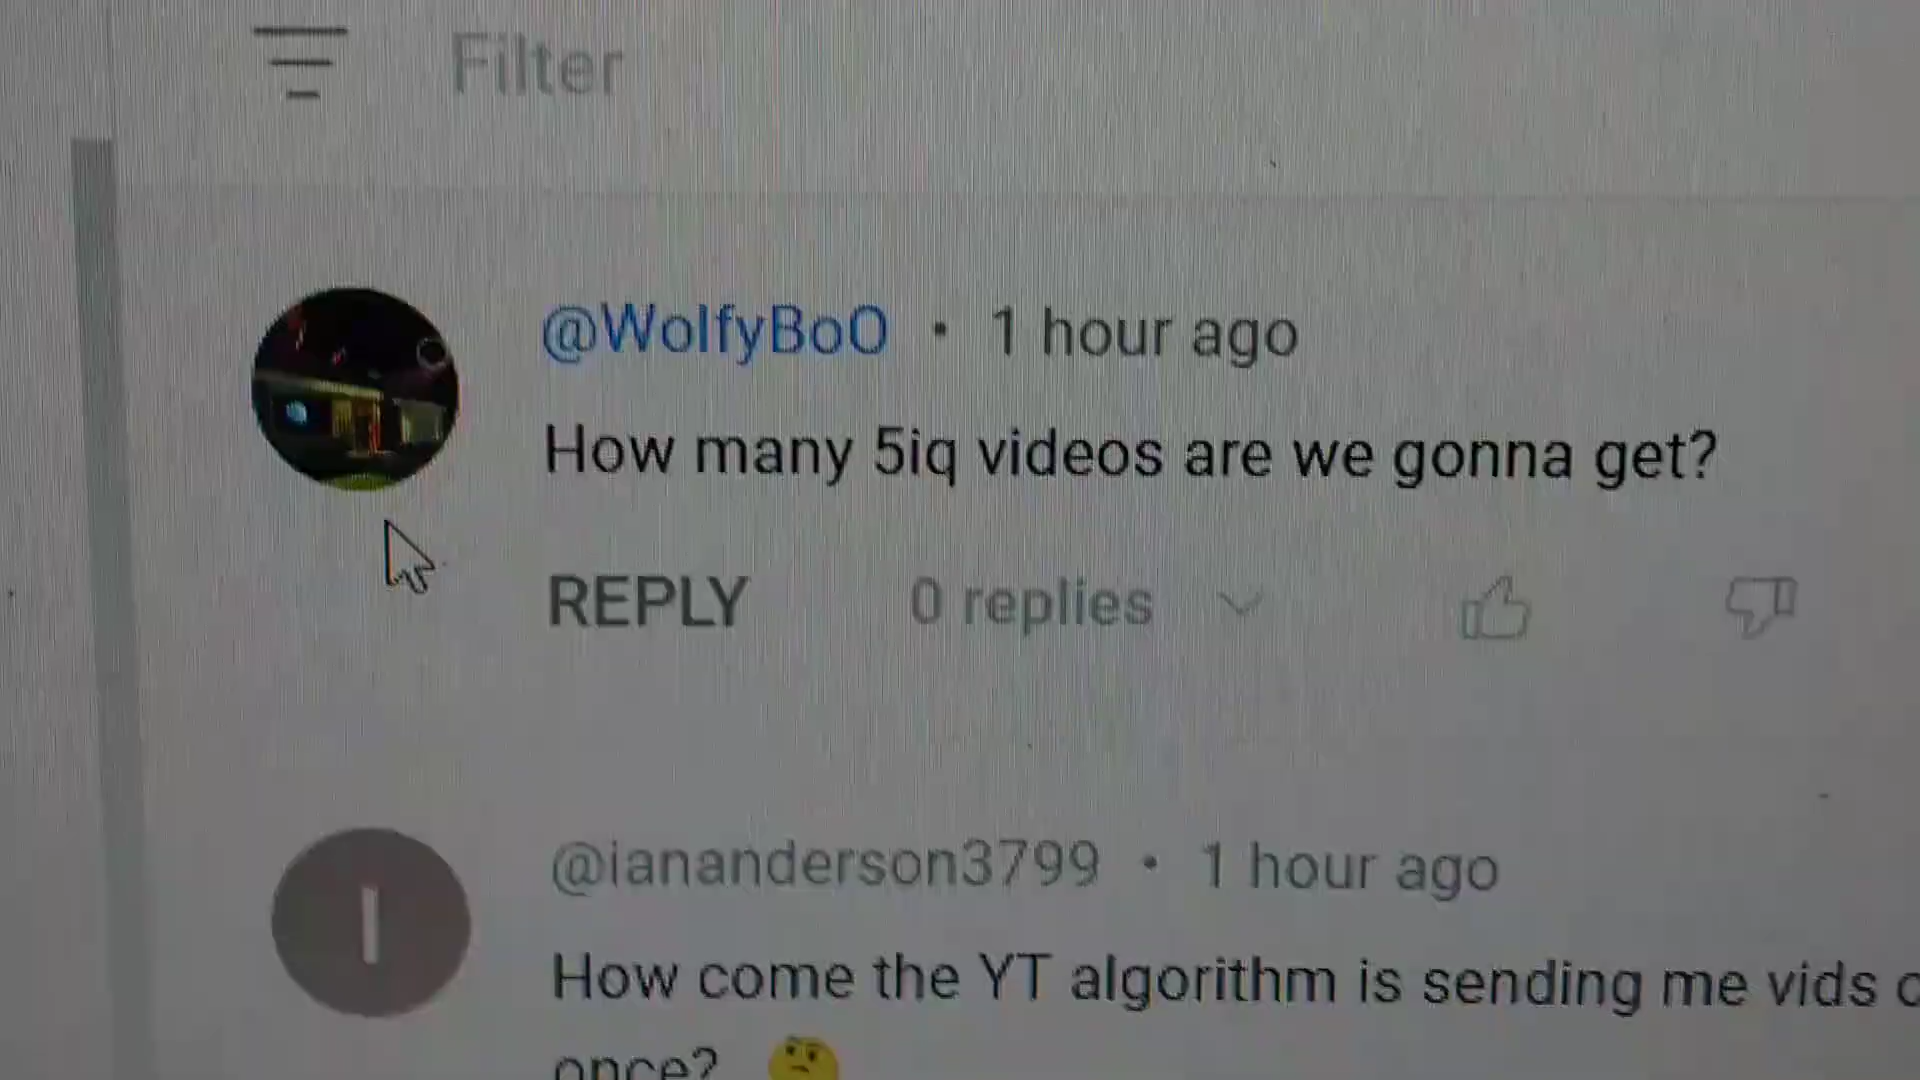 Filter
@WolfyBoO • 1 hour ago
How many 5iq videos are we gonna get?
REPLY 0 replies
I
@iananderson3799 • 1 hour ago
How come the YT algorithm is sending me vids
once? 🤨